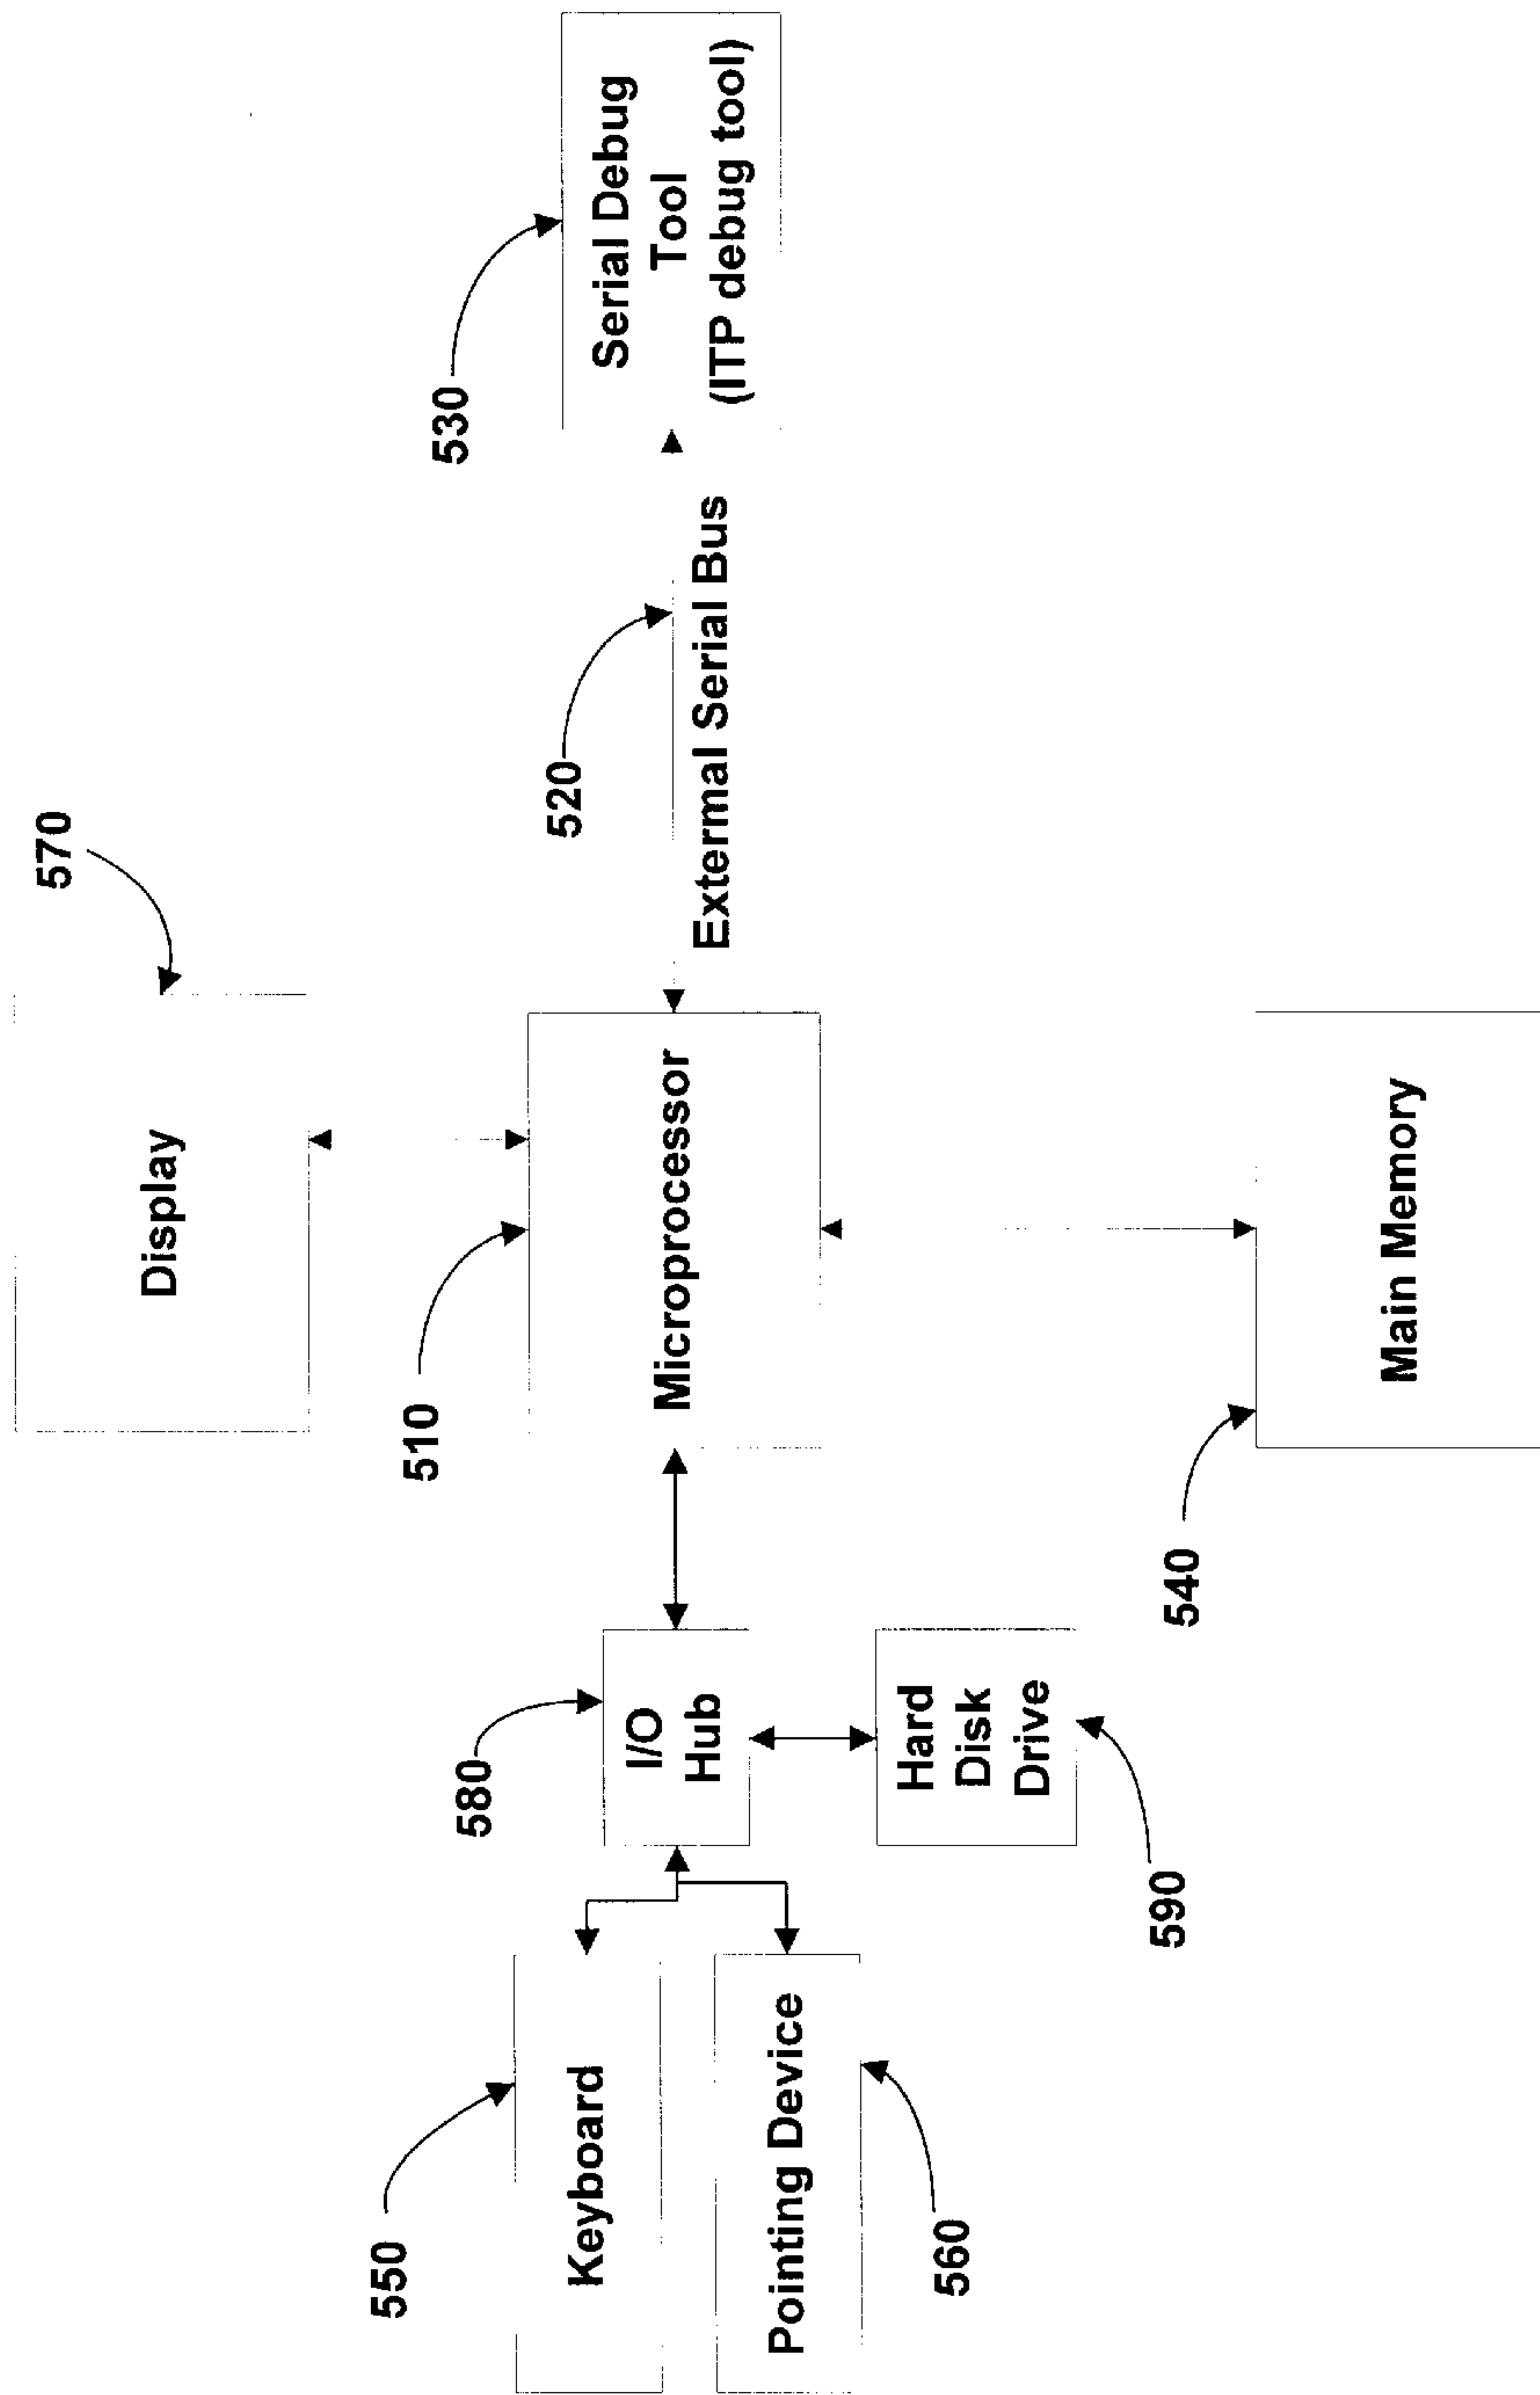 570
Display
530
Serial Debug
Tool
(ITP debug tool)
520
Extermal Serial Bus
510
Microprocessor
580
I/O
Hub
550
Keyboard
Pointing Device
560
Hard
Disk
Drive
590
540
Main Memory